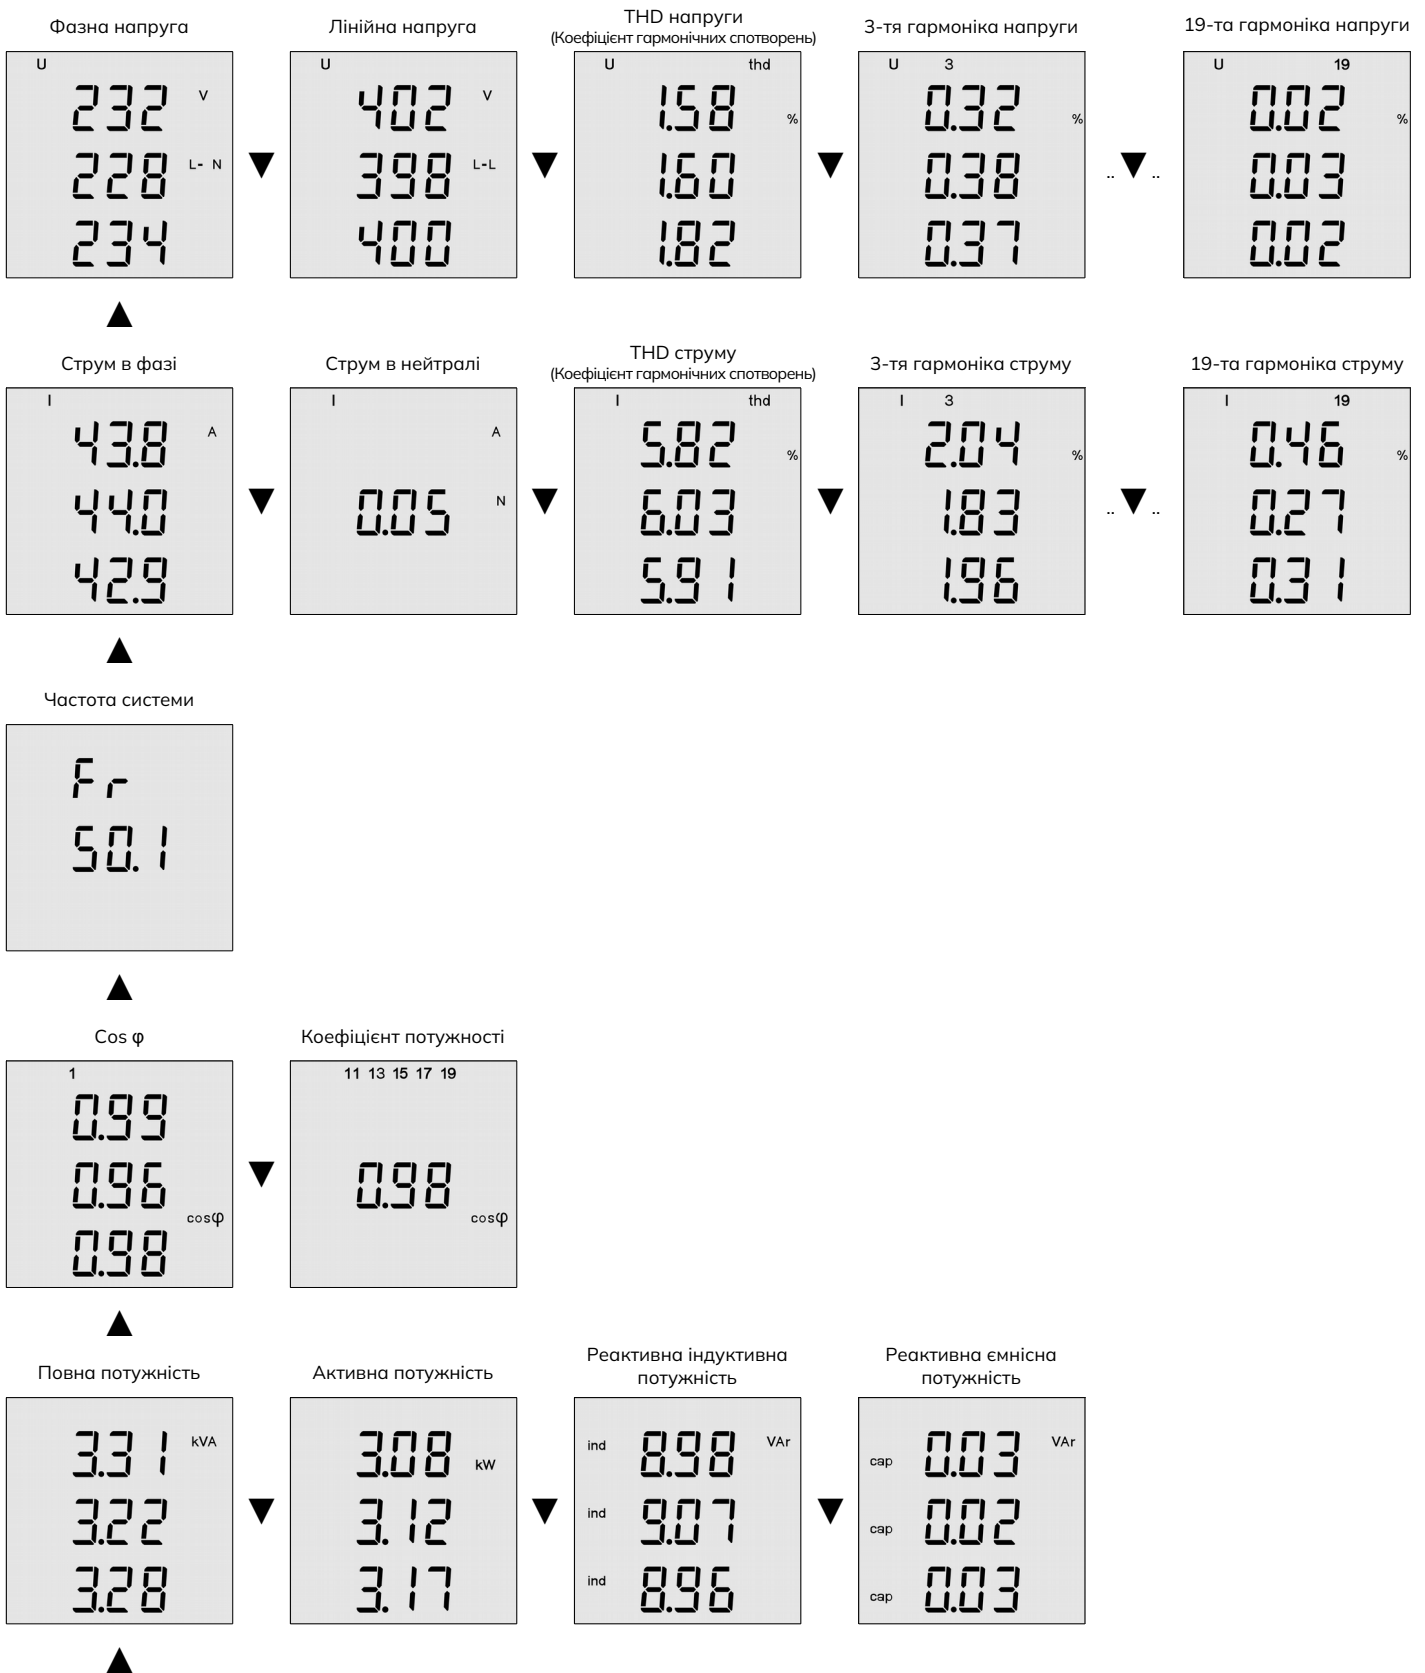 Фазна напруга
U
232 V
228 L- N
234
Лінійна напруга
U
402 V
398 L-L
400
THD напруги
(Коефіцієнт гармонічних спотворень)
U thd
1.58 %
1.60
1.82
3-тя гармоніка напруги
U 3
0.32 %
0.38
0.37
.. ..
19-та гармоніка напруги
U 19
0.02 %
0.03
0.02
Струм в фазі
I
43.8 A
44.0
42.9
Струм в нейтралі
I
A
0.05 N
THD струму
(Коефіцієнт гармонічних спотворень)
I thd
5.82 %
6.03
5.91
3-тя гармоніка струму
I 3
2.04 %
1.83
1.96
.. ..
19-та гармоніка струму
I 19
0.46 %
0.27
0.31
Частота системи
Fr
50.1
Cos φ
1
0.99
0.96
cosφ
0.98
Коефіцієнт потужності
11 13 15 17 19
0.98
cosφ
Повна потужність
3.31 kVA
3.22
3.28
Активна потужність
3.08 kW
3.12
3.17
Реактивна індуктивна
потужність
ind 8.98 VAr
ind 9.07
ind 8.96
Реактивна ємнісна
потужність
cap 0.03 VAr
cap 0.02
cap 0.03